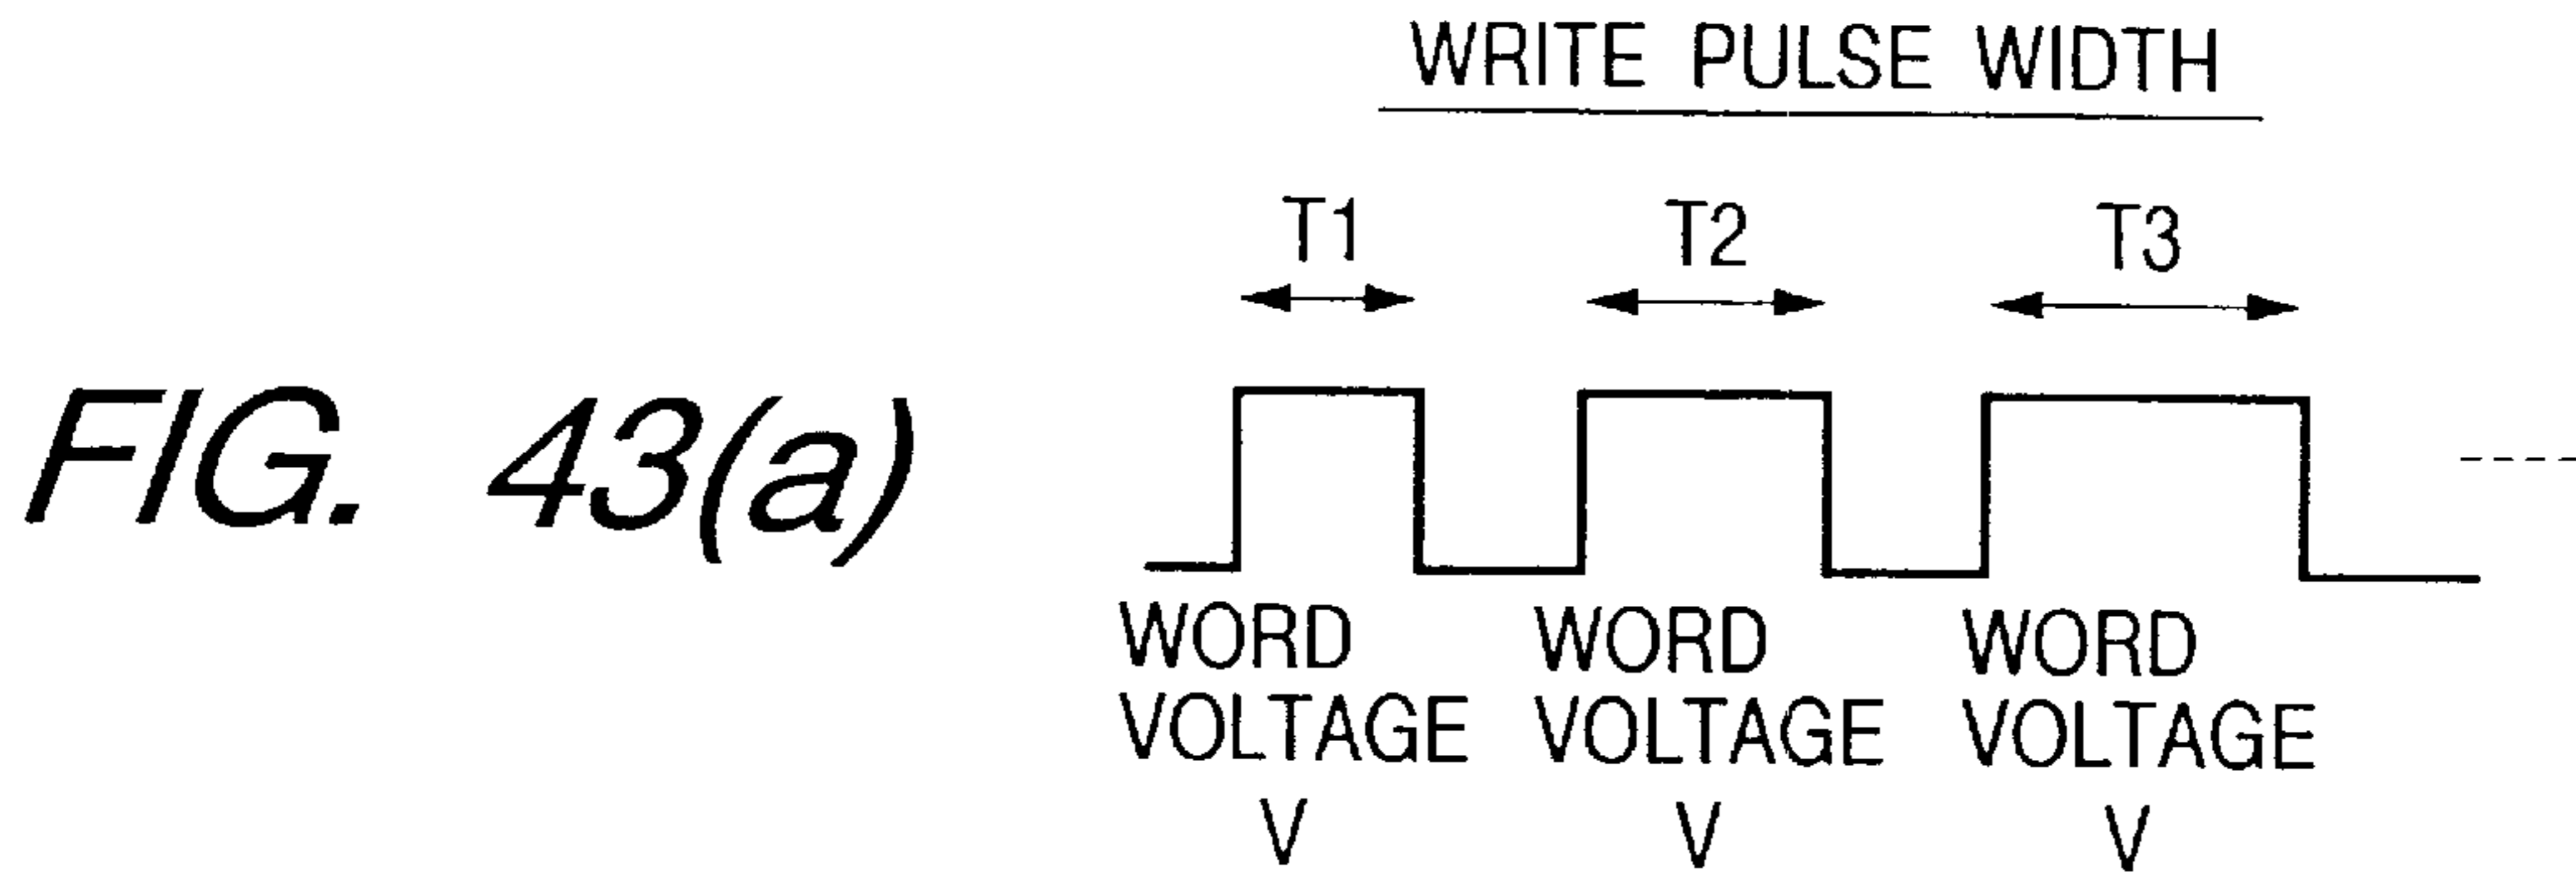 WRITE PULSE WIDTH
T1 T2 T3
FIG. 43(a)
WORD WORD WORD
VOLTAGE VOLTAGE VOLTAGE
V V V